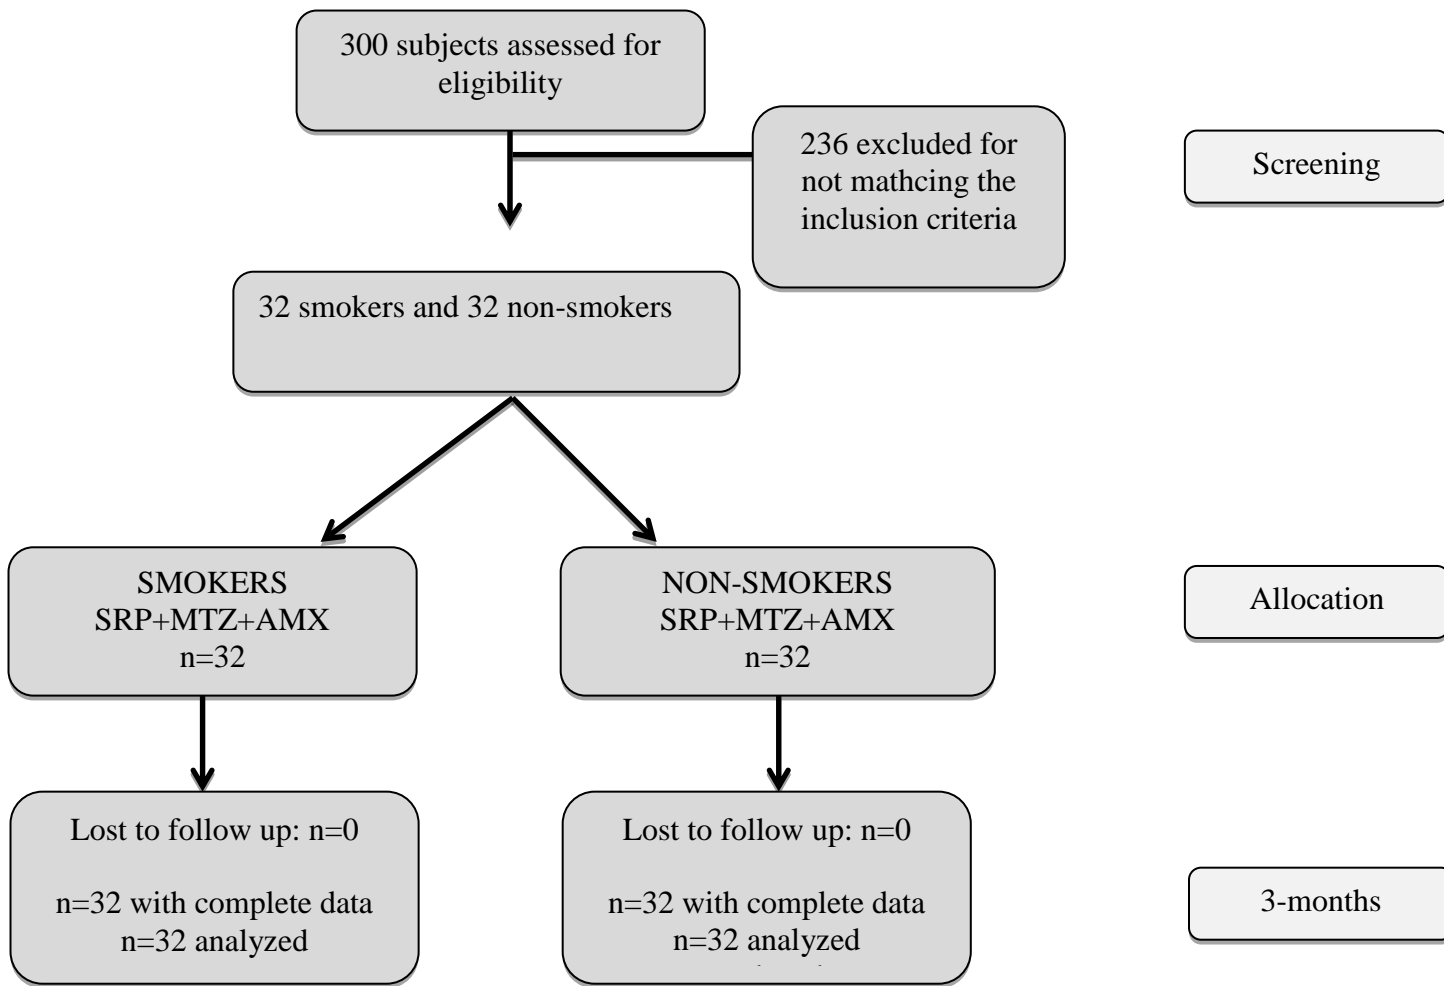 300 subjects assessed for
eligibility
236 excluded for
not mathcing the
inclusion criteria
Screening
32 smokers and 32 non-smokers
SMOKERS
SRP+MTZ+AMX
n=32
NON-SMOKERS
SRP+MTZ+AMX
n=32
Allocation
Lost to follow up: n=0
n=32 with complete data
n=32 analyzed
Lost to follow up: n=0
n=32 with complete data
n=32 analyzed
3-months